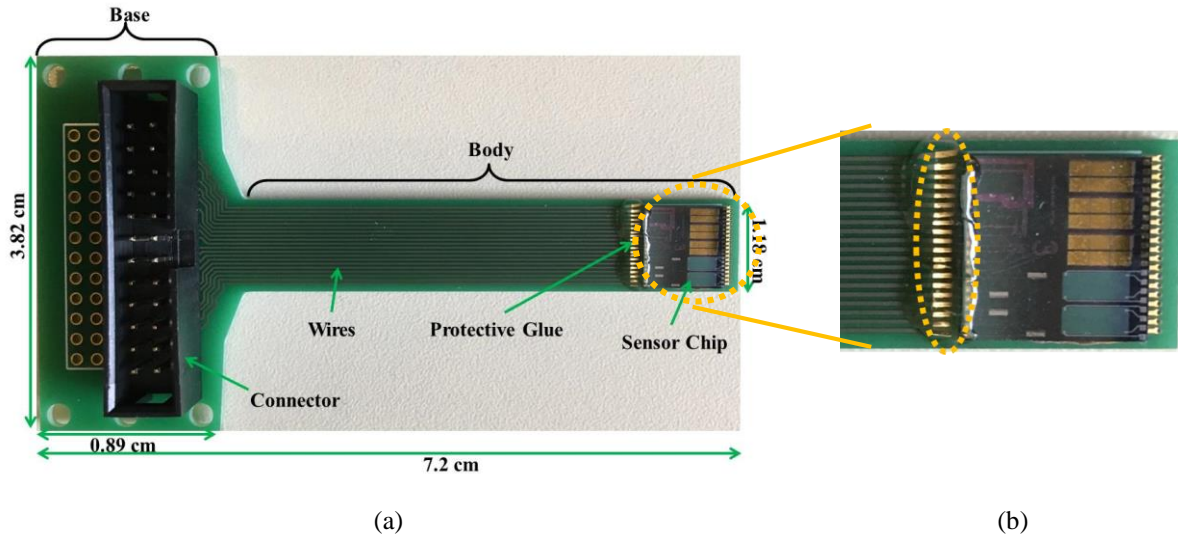 Base
Body
3.82 cm
1.18 cm
Wires
Protective Glue
Sensor Chip
Connector
0.89 cm
7.2 cm
(a)
(b)